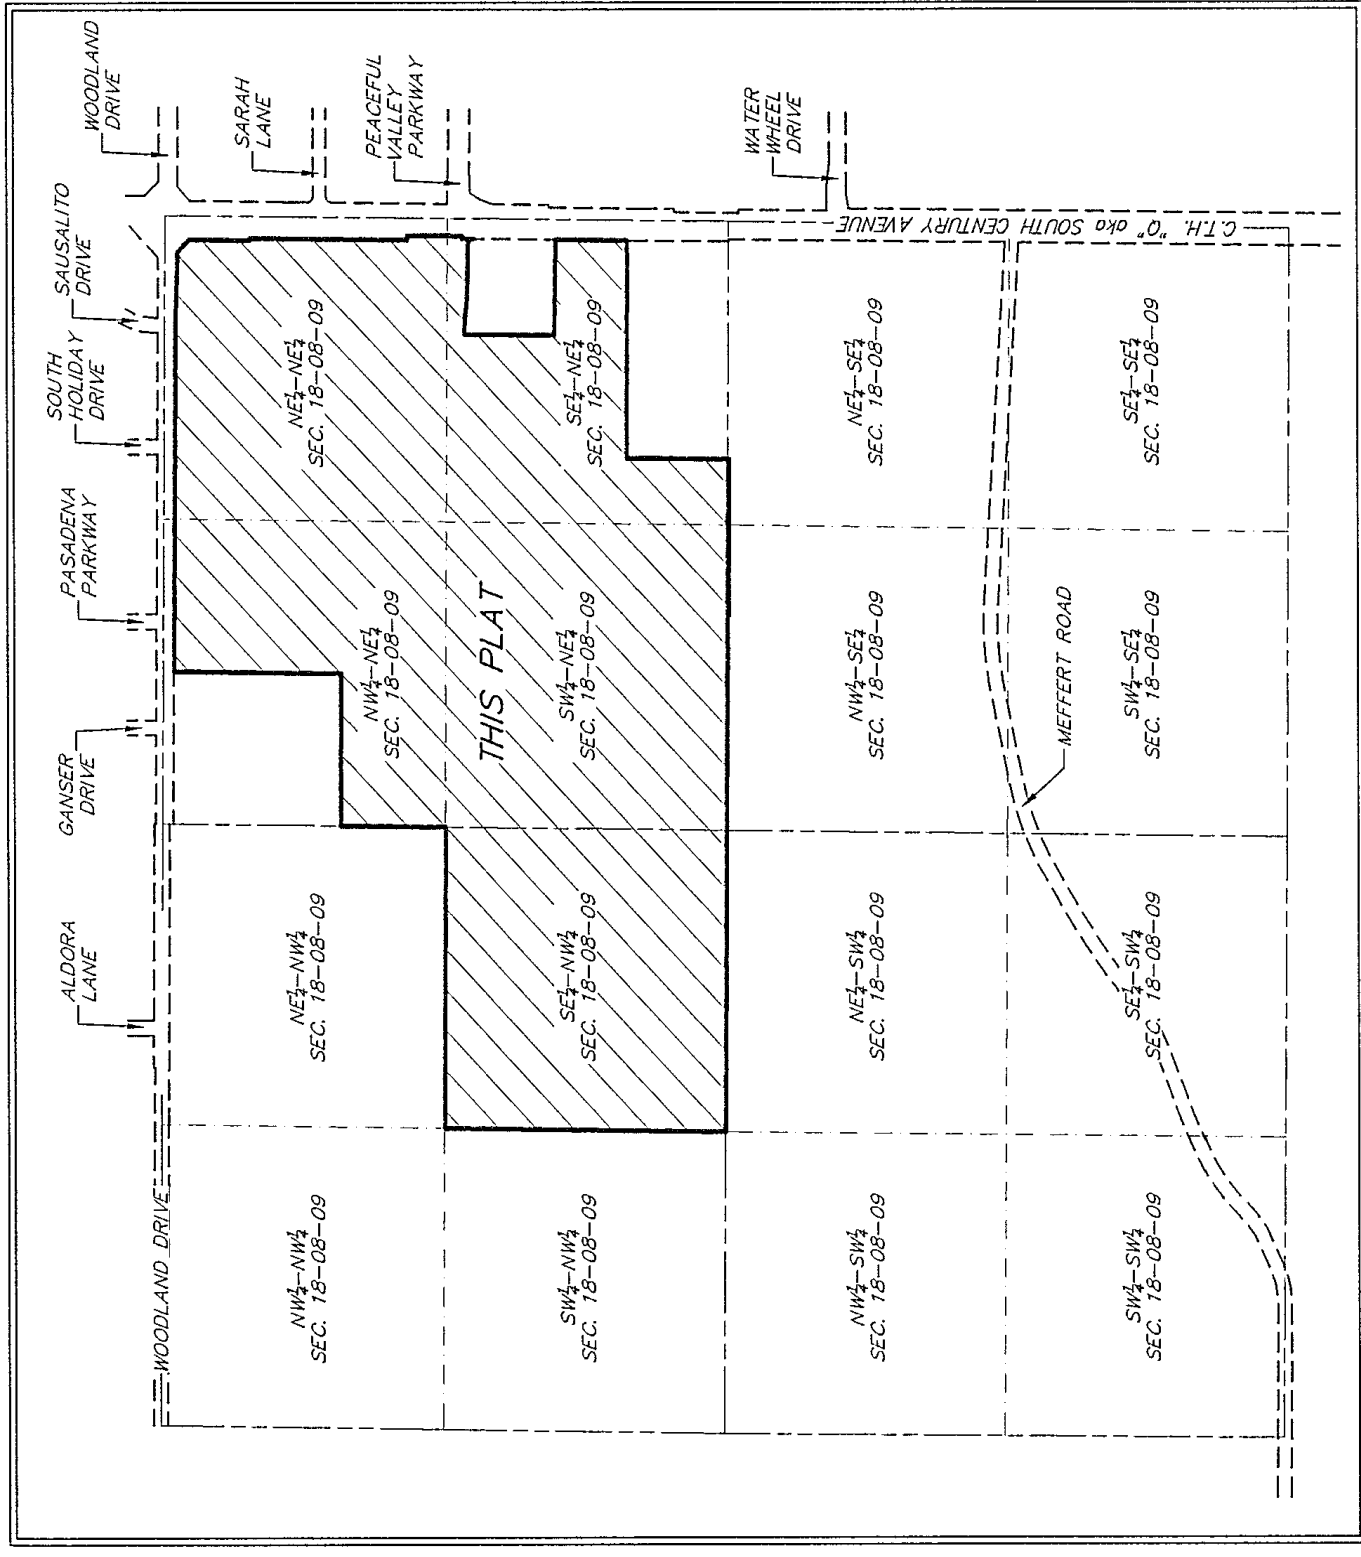 WOODLAND
DRIVE
SARAH
LANE
PEACEFUL
VALLEY
PARKWAY
WATER
WHEEL
DRIVE
SAUSALITO
DRIVE
SOUTH
HOLIDAY
DRIVE
PASADENA
PARKWAY
GANSER
DRIVE
ALDORA
LANE
WOODLAND DRIVE
C.T.H. "Q" aka SOUTH CENTURY AVENUE
MEFFERT ROAD
THIS PLAT
NW¼-NW¼
SEC. 18-08-09
NE¼-NW¼
SEC. 18-08-09
NW¼-NE¼
SEC. 18-08-09
NE¼-NE¼
SEC. 18-08-09
SW¼-NW¼
SEC. 18-08-09
SE¼-NW¼
SEC. 18-08-09
SW¼-NE¼
SEC. 18-08-09
SE¼-NE¼
SEC. 18-08-09
NW¼-SW¼
SEC. 18-08-09
NE¼-SW¼
SEC. 18-08-09
NW¼-SE¼
SEC. 18-08-09
NE¼-SE¼
SEC. 18-08-09
SW¼-SW¼
SEC. 18-08-09
SE¼-SW¼
SEC. 18-08-09
SW¼-SE¼
SEC. 18-08-09
SE¼-SE¼
SEC. 18-08-09